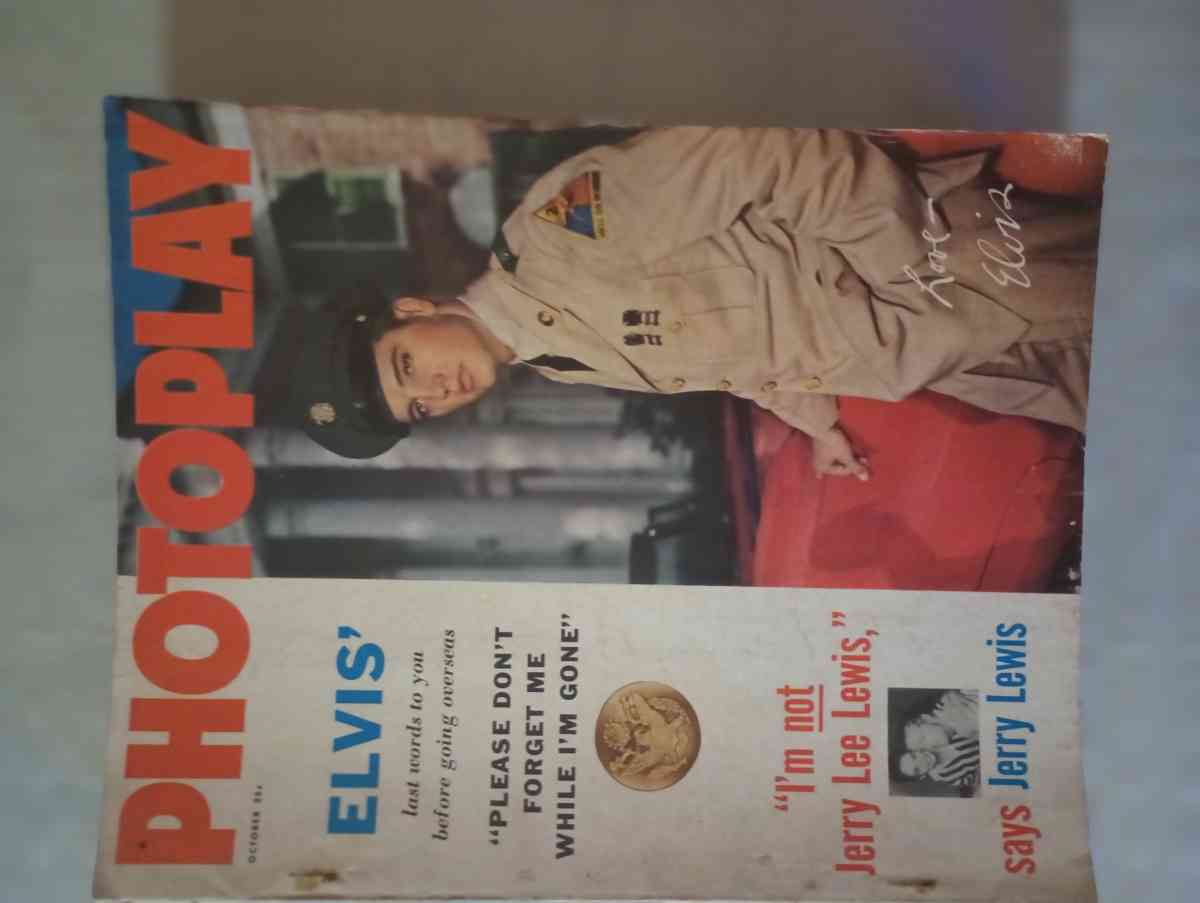 PHOTOPLAY
OCTOBER 25¢
ELVIS'
last words to you
before going overseas
"PLEASE DON'T
FORGET ME
WHILE I'M GONE"
"I'm not
Jerry Lee Lewis,"
says Jerry Lewis
Love-
Elvis